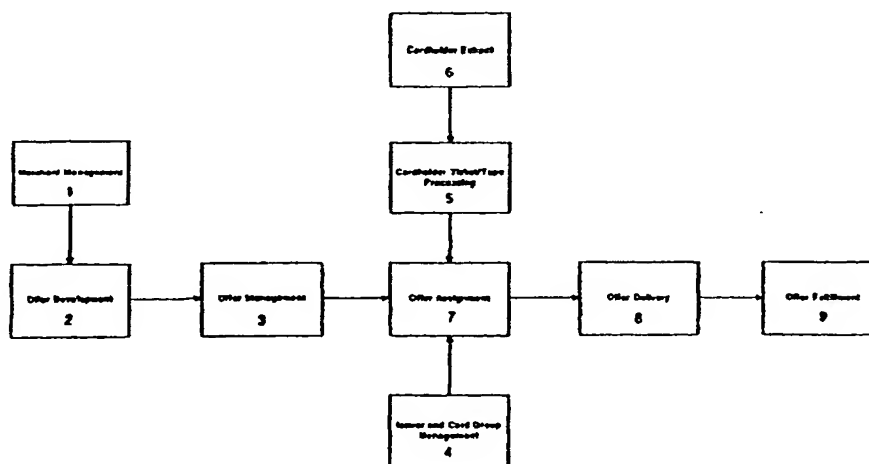 Cardholder Extract
6
Merchant Management
1
Cardholder Ticket/Tape
Processing
5
Offer Development
2
Offer Management
3
Offer Assignment
7
Offer Delivery
8
Offer Fulfillment
9
Issuer and Card Group
Management
4